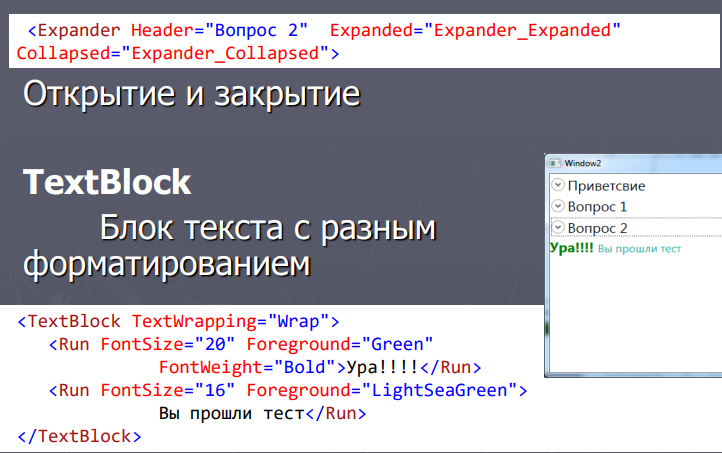 <Expander Header="Вопрос 2"  Expanded="Expander_Expanded"
Collapsed="Expander_Collapsed">
Открытие и закрытие
TextBlock
Блок текста с разным
форматированием
Window2
Приветсвие
Вопрос 1
Вопрос 2
Ура!!!! Вы прошли тест
<TextBlock TextWrapping="Wrap">
<Run FontSize="20" Foreground="Green"
FontWeight="Bold">Ура!!!!</Run>
<Run FontSize="16" Foreground="LightSeaGreen">
Вы прошли тест</Run>
</TextBlock>